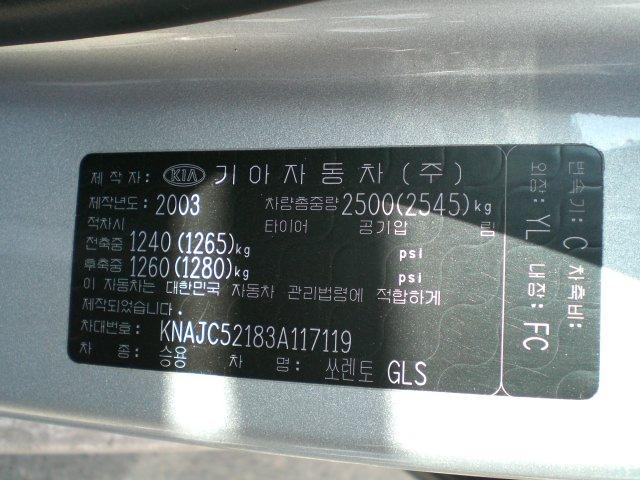 제작자: KIA 기아자동차(주)
제작년도: 2003 차량총중량 2500(2545)kg
적차시 타이어 공기압 림
전축중 1240(1265)kg psi
후축중 1260(1280)kg psi
이 자동차는 대한민국 자동차 관리법령에 적합하게
제작되었습니다.
차대번호: KNAJC52183A117119
차종: 승용 차명: 쏘렌토 GLS
변속기: C 차축비:
외장: YL 내장: FC